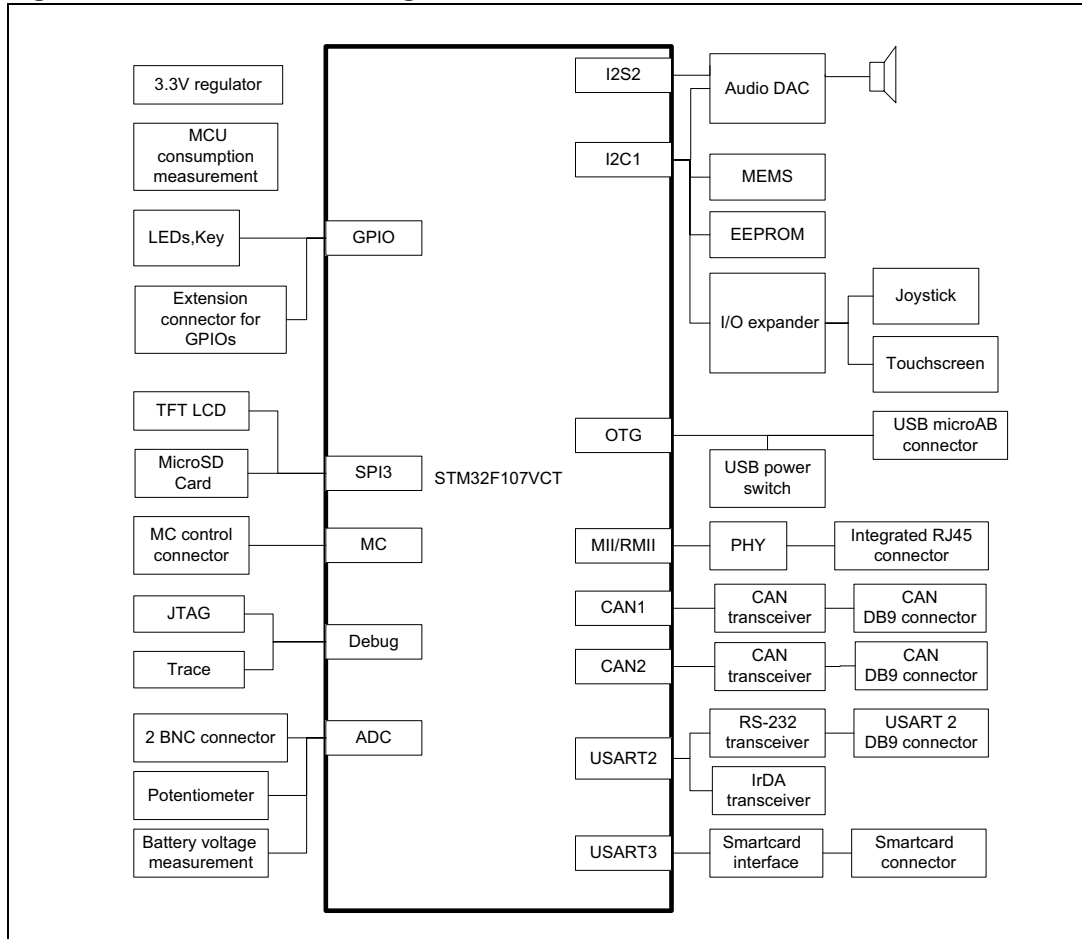 3.3V regulator
MCU
consumption
measurement
LEDs,Key
Extension
connector for
GPIOs
TFT LCD
MicroSD
Card
MC control
connector
JTAG
Trace
2 BNC connector
Potentiometer
Battery voltage
measurement
GPIO
SPI3
MC
Debug
ADC
STM32F107VCT
I2S2
I2C1
OTG
MII/RMII
CAN1
CAN2
USART2
USART3
Audio DAC
MEMS
EEPROM
I/O expander
Joystick
Touchscreen
USB microAB
connector
USB power
switch
PHY
Integrated RJ45
connector
CAN
transceiver
CAN
DB9 connector
CAN
transceiver
CAN
DB9 connector
RS-232
transceiver
USART 2
DB9 connector
IrDA
transceiver
Smartcard
interface
Smartcard
connector